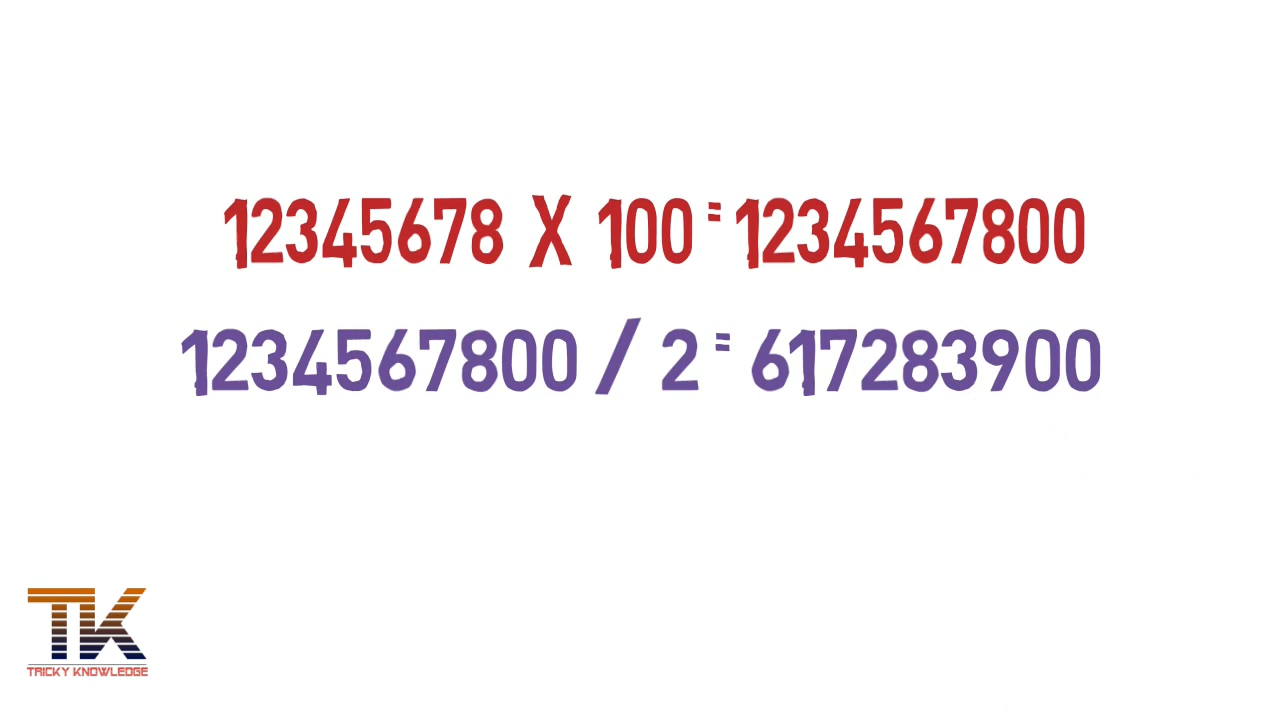 12345678 X 100 = 1234567800
1234567800 / 2 = 617283900
TK
TRICKY KNOWLEDGE